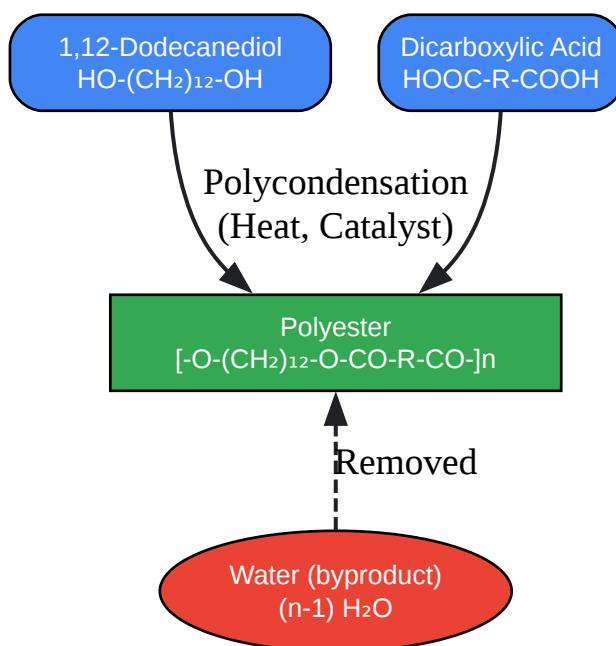 1,12-Dodecanediol
HO-(CH₂)₁₂-OH
Dicarboxylic Acid
HOOC-R-COOH
Polycondensation
(Heat, Catalyst)
Polyester
[-O-(CH₂)₁₂-O-CO-R-CO-]n
Removed
Water (byproduct)
(n-1) H₂O